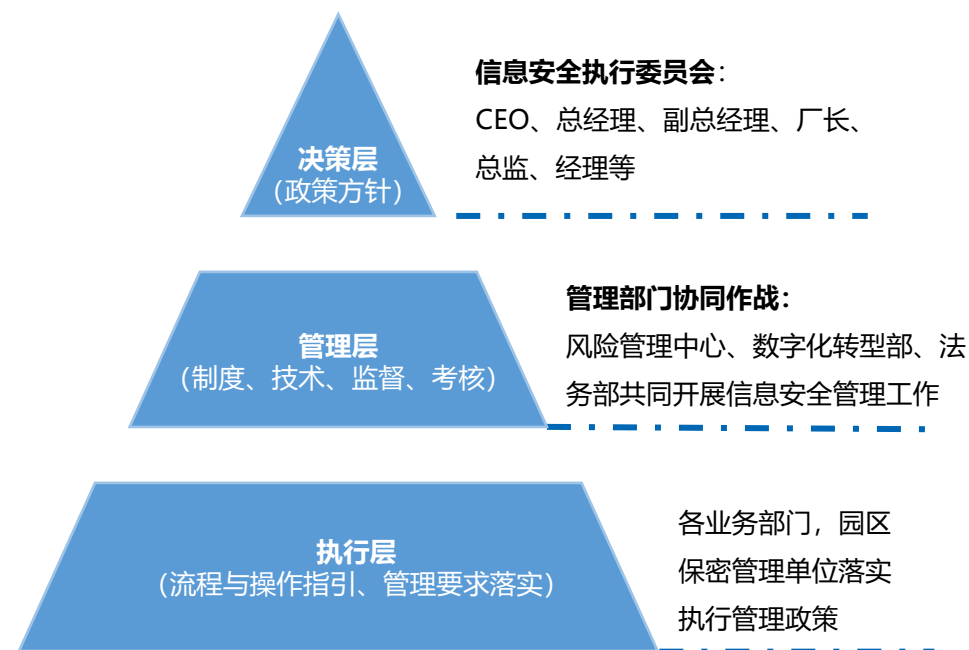 信息安全执行委员会：
CEO、总经理、副总经理、厂长、
总监、经理等
决策层
（政策方针）
管理部门协同作战：
风险管理中心、数字化转型部、法
务部共同开展信息安全管理工作
管理层
（制度、技术、监督、考核）
各业务部门，园区
保密管理单位落实
执行管理政策
执行层
（流程与操作指引、管理要求落实）